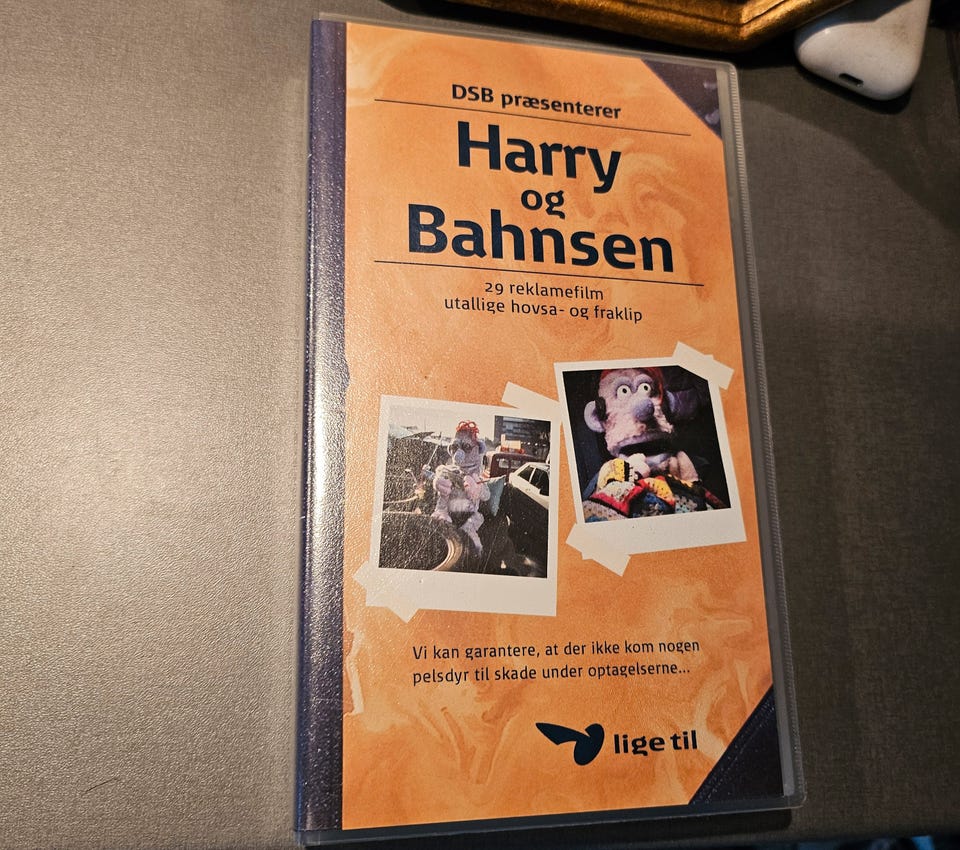 DSB præsenterer
Harry
og
Bahnsen
29 reklamefilm
utallige hovsa- og fraklip
Vi kan garantere, at der ikke kom nogen
pelsdyr til skade under optagelserne...
lige til